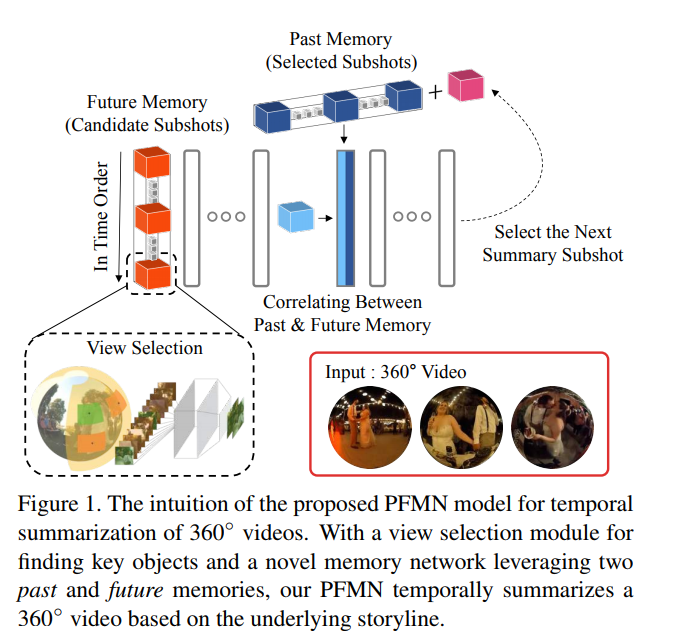 Past Memory
(Selected Subshots)
+
Future Memory
(Candidate Subshots)
In Time Order
Select the Next
Summary Subshot
Correlating Between
Past & Future Memory
View Selection
Input : 360° Video
Figure 1. The intuition of the proposed PFMN model for temporal
summarization of 360° videos. With a view selection module for
finding key objects and a novel memory network leveraging two
past and future memories, our PFMN temporally summarizes a
360° video based on the underlying storyline.